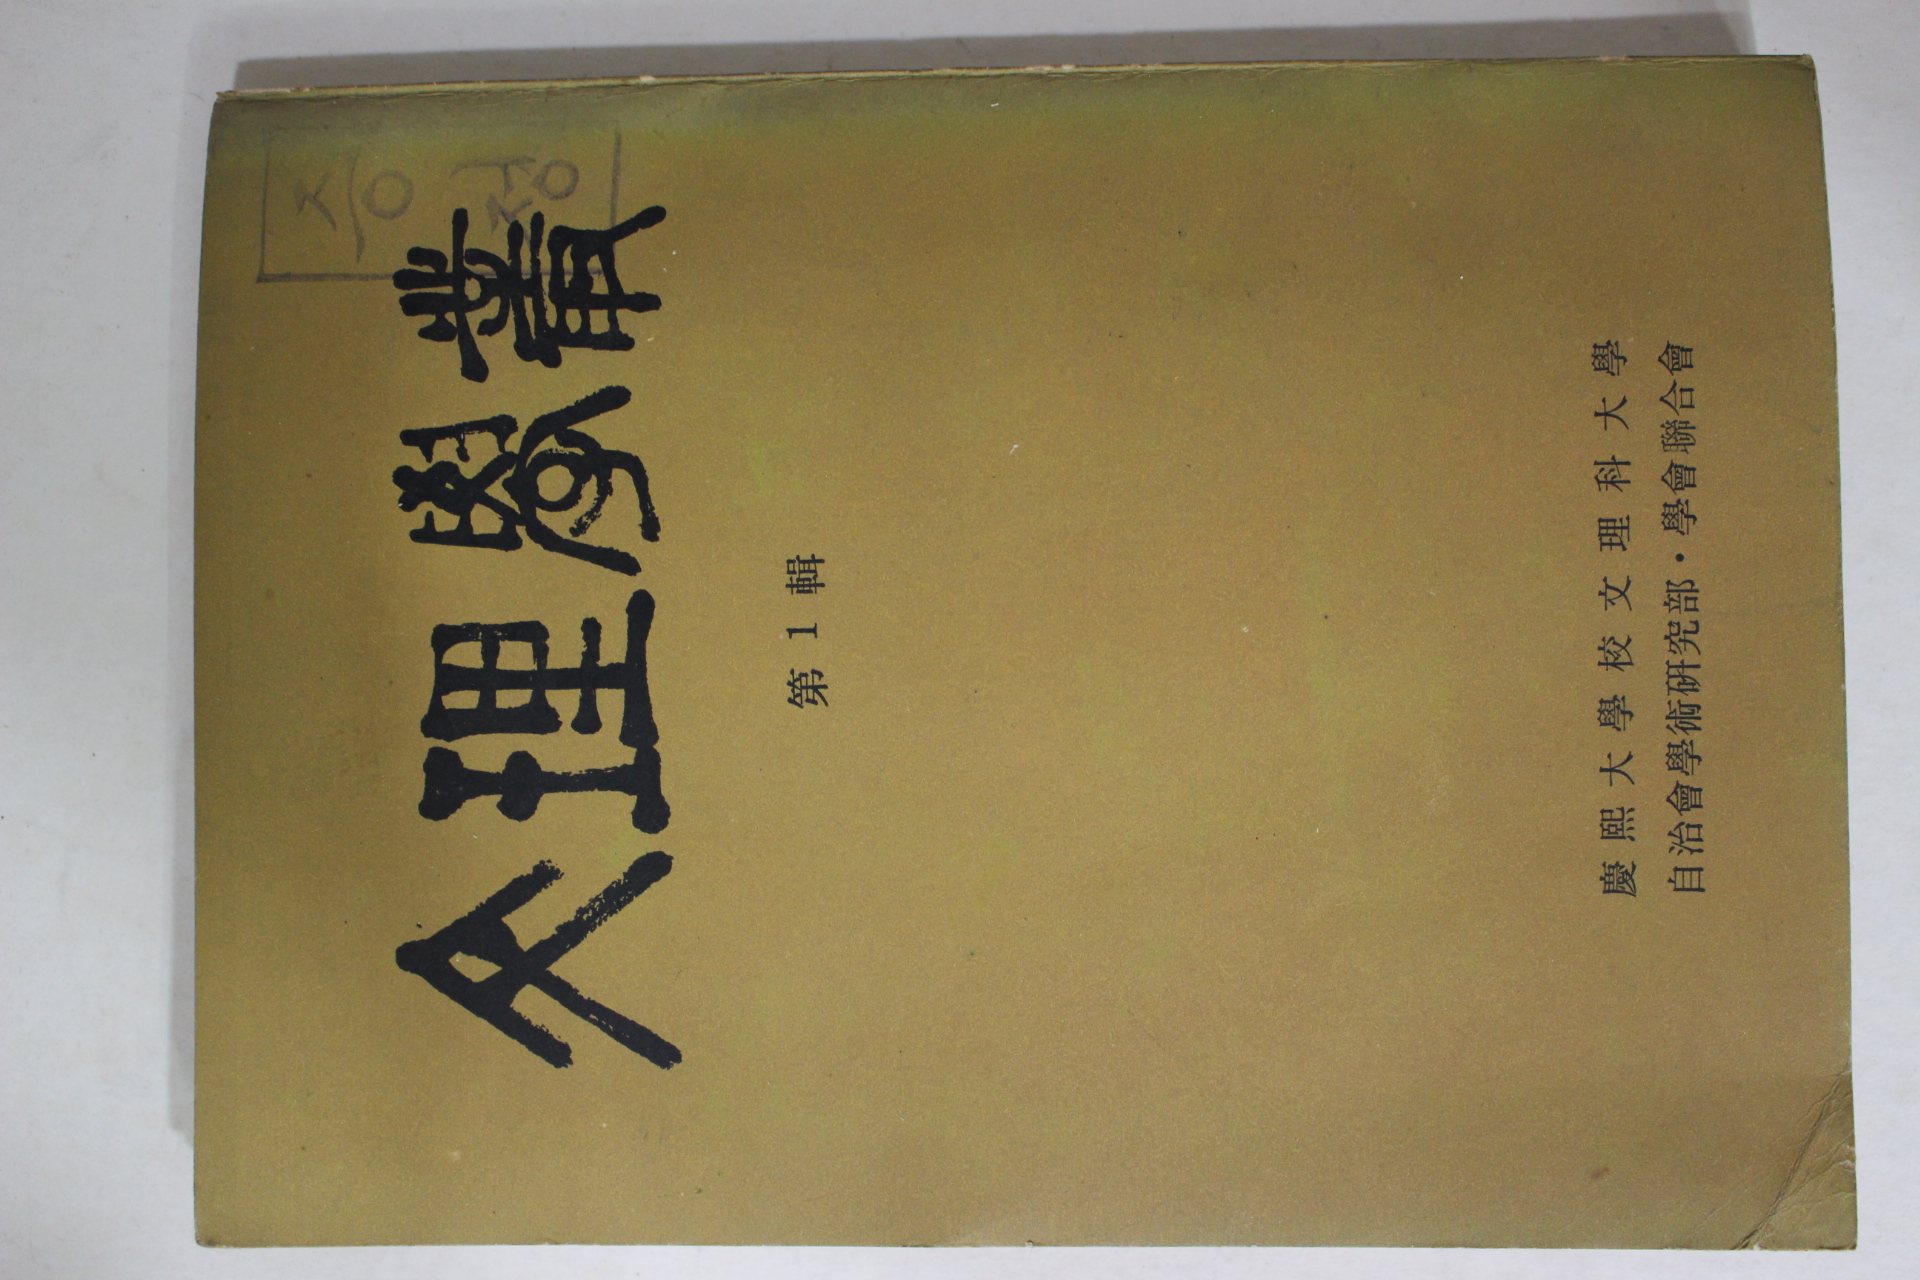 증정
文理學叢
第1輯
慶熙大學校文理科大學
自治會學術硏究部・學會聯合會